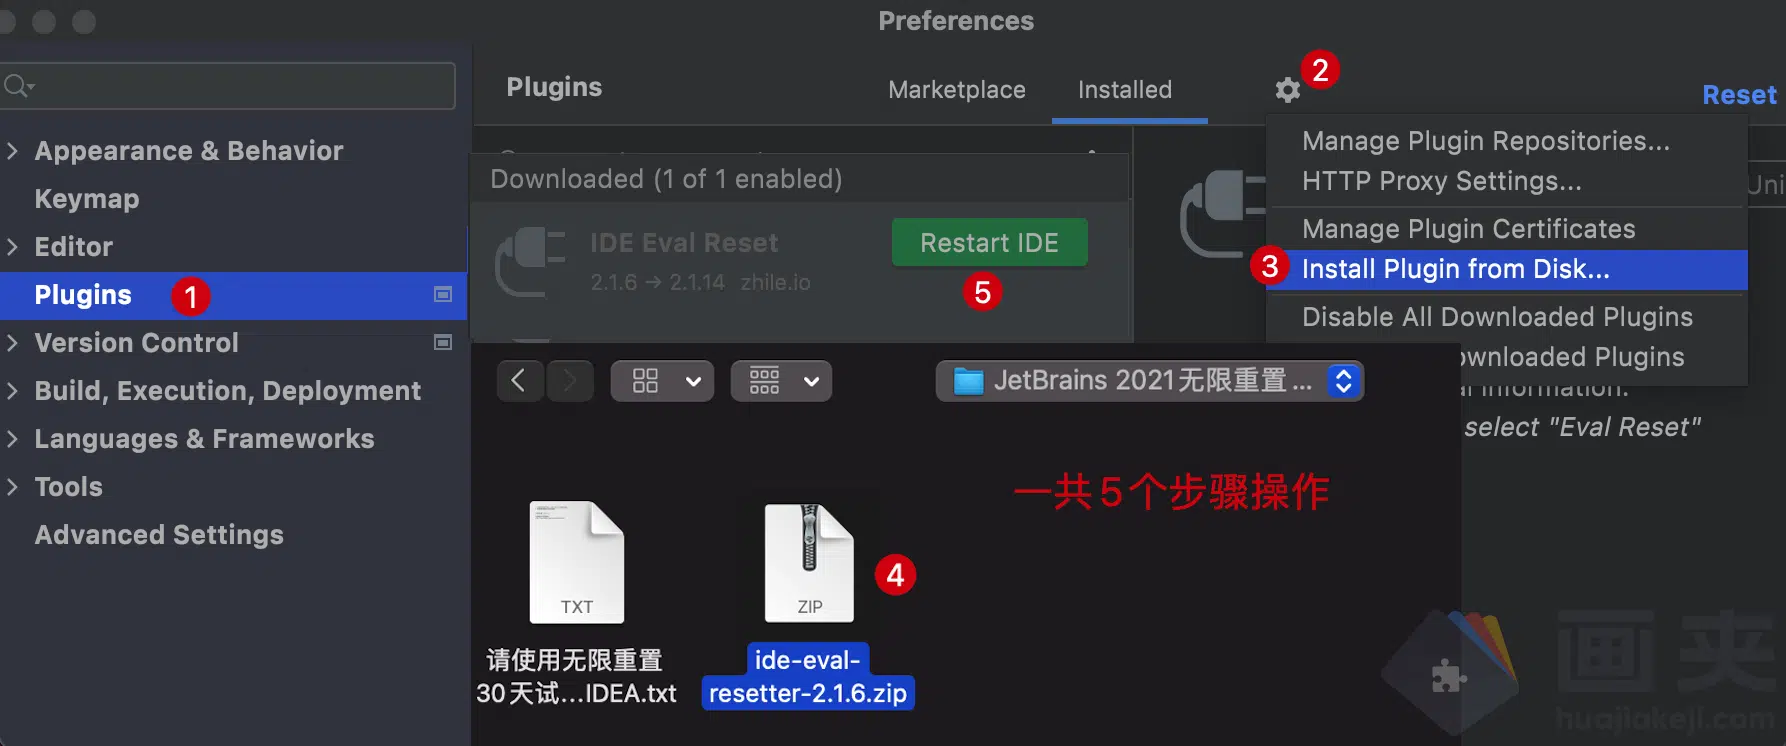 Preferences
Plugins
Marketplace
Installed
2
Reset
Appearance & Behavior
Keymap
Editor
Plugins
1
Version Control
Build, Execution, Deployment
Languages & Frameworks
Tools
Advanced Settings
Downloaded (1 of 1 enabled)
IDE Eval Reset
2.1.6 → 2.1.14 zhile.io
Restart IDE
5
Manage Plugin Repositories...
HTTP Proxy Settings...
Manage Plugin Certificates
3
Install Plugin from Disk...
Disable All Downloaded Plugins
ownloaded Plugins
Uni
al information.
select "Eval Reset"
JetBrains 2021无限重置...
一共5个步骤操作
TXT
请使用无限重置
30天试...IDEA.txt
ZIP
4
ide-eval-
resetter-2.1.6.zip
画夹
huajiakeji.com